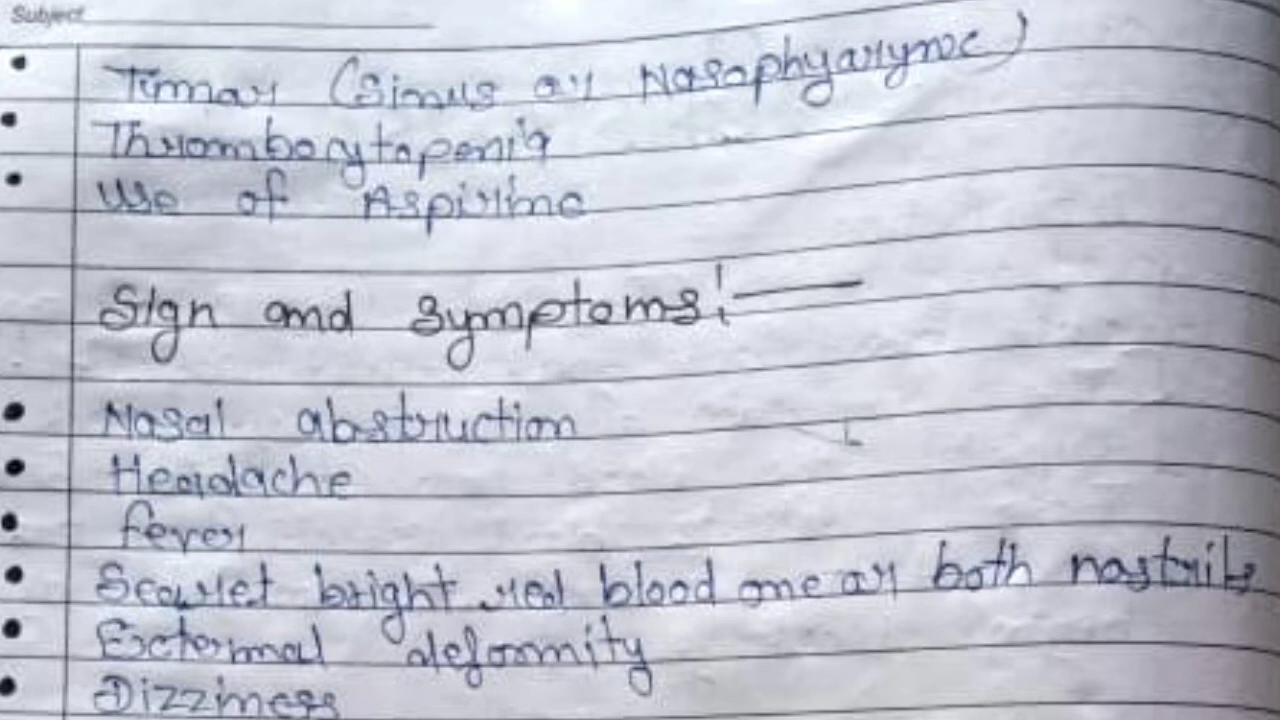 Subject
• Tumor (Sinus or Nasophyarynx)
• Thrombocytopenia
• Use of Aspirine
Sign and symptoms:—
• Nasal obstruction
• Headache
• fever
• Scarlet bright red blood one or both nostrils
• External deformity
• Dizziness